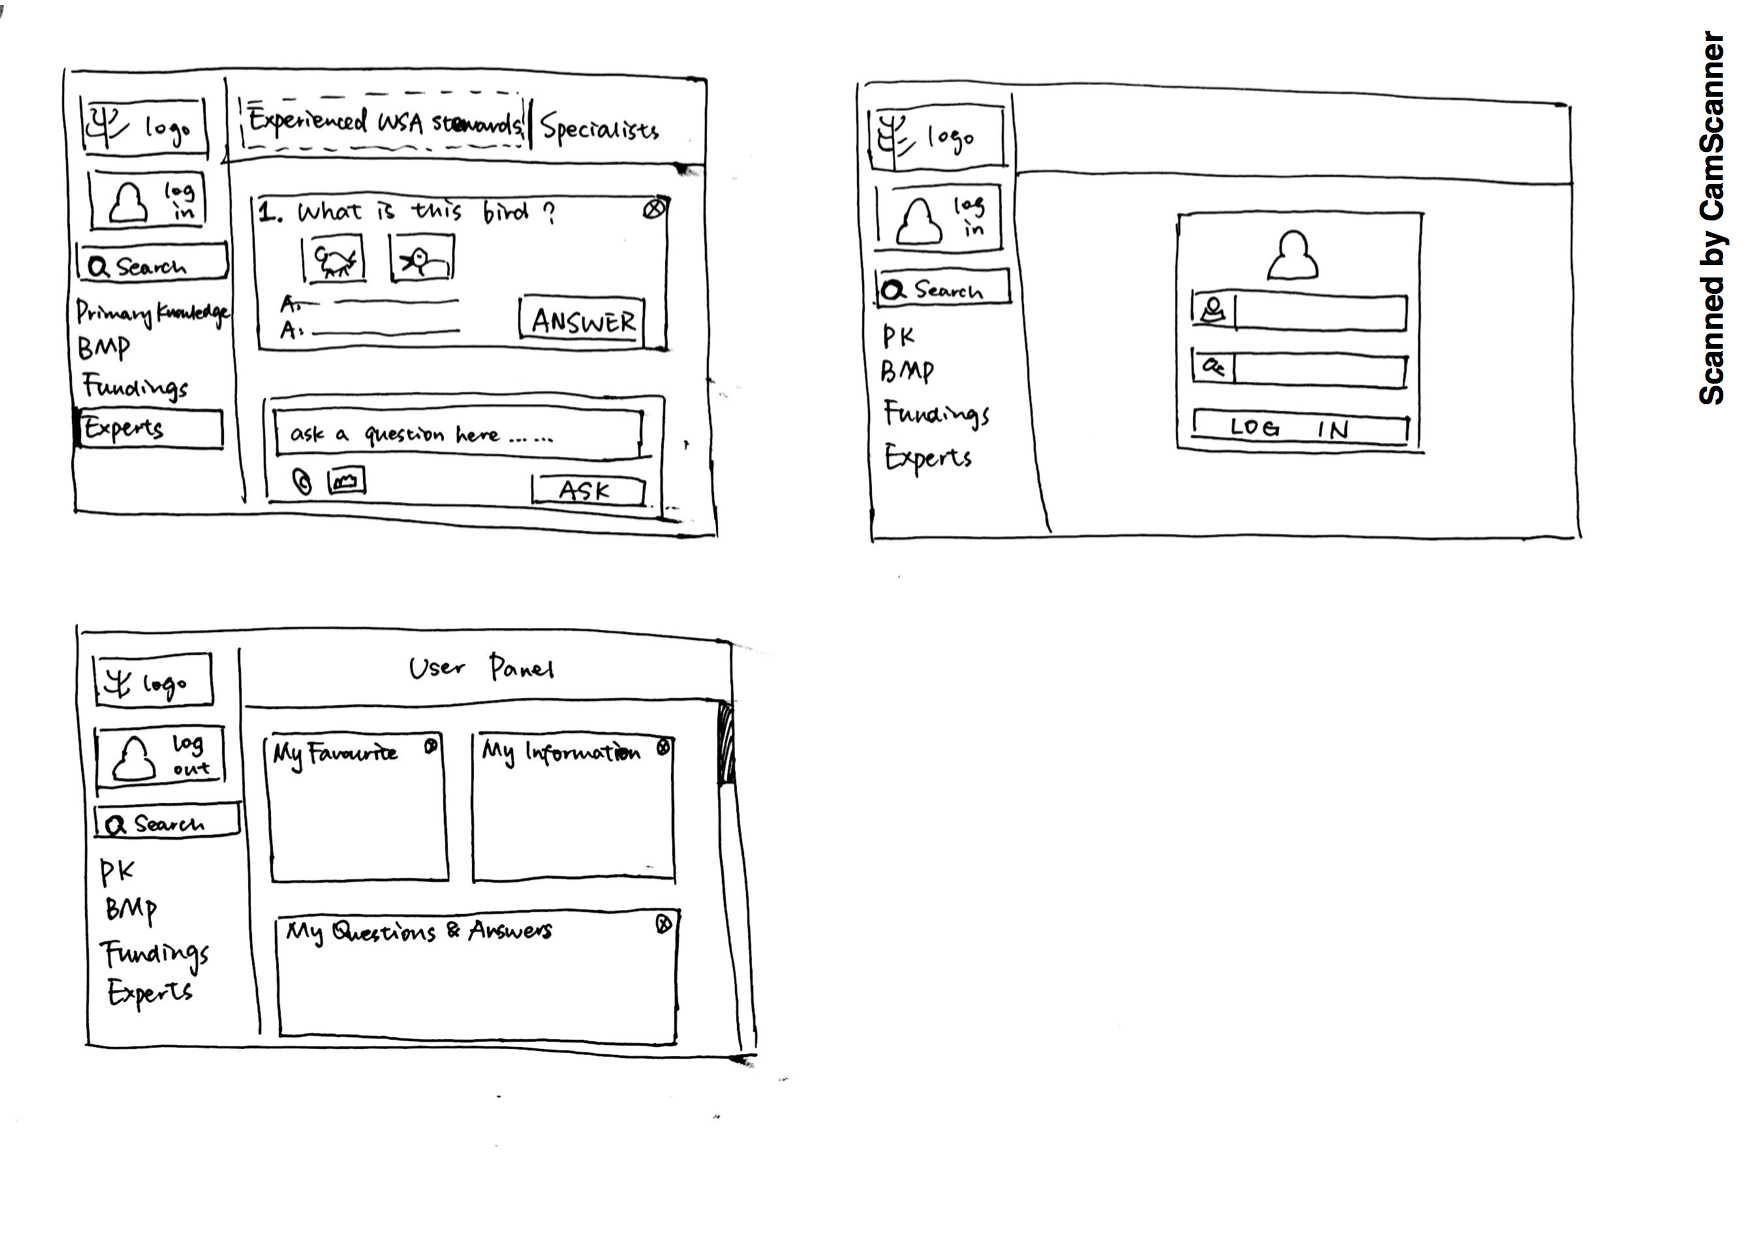 logo
log
in
Search
Primary Knowledge
BMP
Fundings
Experts
Experienced WSA stewards
Specialists
1. What is this bird ?
A:
A:
ANSWER
ask a question here ......
ASK
logo
log
in
Search
PK
BMP
Fundings
Experts
LOG IN
logo
log
out
Search
PK
BMP
Fundings
Experts
User Panel
My Favourite
My Information
My Questions & Answers
Scanned by CamScanner